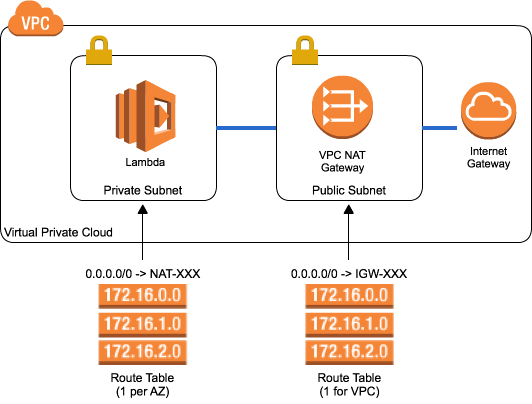 VPC
Lambda
Private Subnet
VPC NAT
Gateway
Public Subnet
Internet
Gateway
Virtual Private Cloud
0.0.0.0/0 -> NAT-XXX
172.16.0.0
172.16.1.0
172.16.2.0
Route Table
(1 per AZ)
0.0.0.0/0 -> IGW-XXX
172.16.0.0
172.16.1.0
172.16.2.0
Route Table
(1 for VPC)